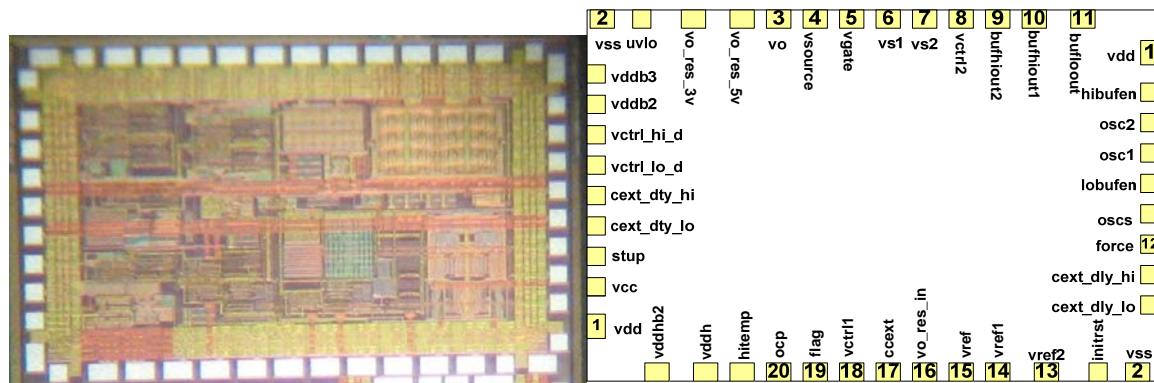 2 3 4 5 6 7 8 9 10 11
vss uvlo vo_res_3v vo_res_5v vo vsource vgate vs1 vs2 vctrl2 bufhiout2 bufhiout1 bufloout
vdd 1
vddb3
hibufen
vddb2
osc2
vctrl_hi_d
osc1
vctrl_lo_d
lobufen
cext_dty_hi
oscs
cext_dty_lo
force 12
stup
cext_dly_hi
vcc
cext_dly_lo
1 vdd
vddhb2 vddh hitemp ocp flag vctrl1 ccext vo_res_in vref vref1 vref2 initrst vss
20 19 18 17 16 15 14 13 2